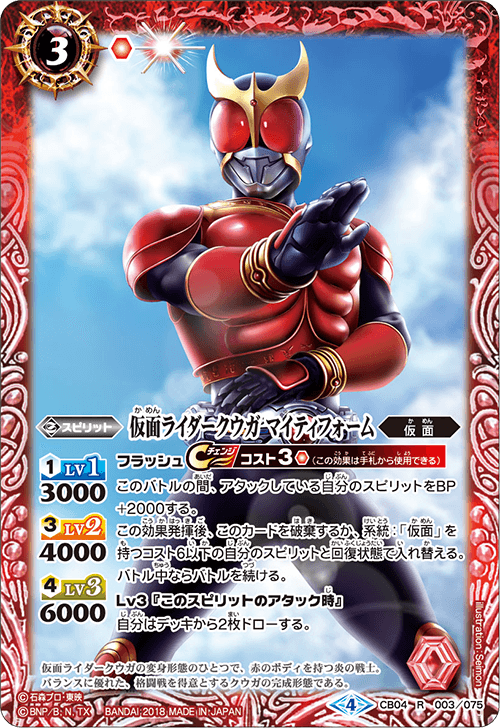 3
スピリット
仮面ライダークウガ マイティフォーム
仮面
1 LV1 3000
3 LV2 4000
4 LV3 6000
フラッシュ チェンジ コスト3 (この効果は手札から使用できる)
このバトルの間、アタックしている自分のスピリットをBP
+2000する。
この効果発揮後、このカードを破棄するか、系統:「仮面」を
持つコスト6以下の自分のスピリットと回復状態で入れ替える。
バトル中ならバトルを続ける。
Lv3『このスピリットのアタック時』
自分はデッキから2枚ドローする。
仮面ライダークウガの変身形態のひとつで、赤のボディを持つ炎の戦士。
バランスに優れた、格闘戦を得意とするクウガの完成形態である。
Illustration seimon
©石森プロ・東映
©BNP/B, N, TX BANDAI 2018 MADE IN JAPAN
4 CB04 R 003/075